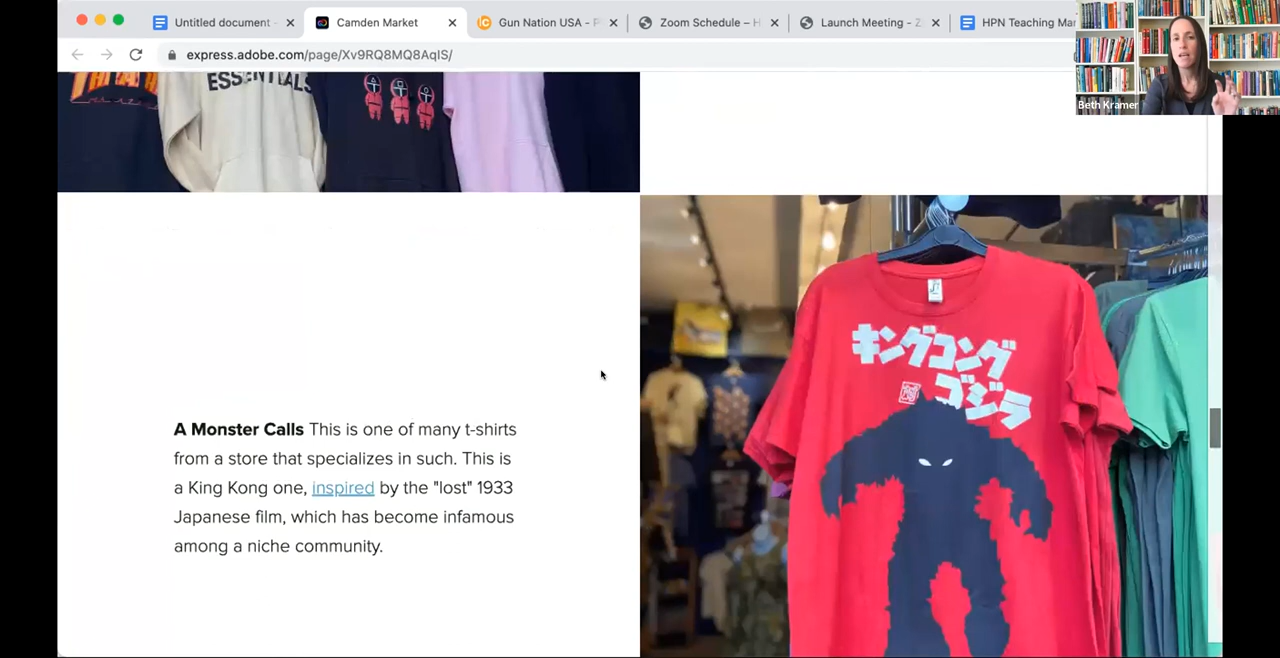 Untitled document -
Camden Market
Gun Nation USA - P
Zoom Schedule – H
Launch Meeting - Z
HPN Teaching Ma
express.adobe.com/page/Xv9RQ8MQ8AqIS/
Beth Kramer
ESSENTIALS
キングコング
ゴジラ
A Monster Calls This is one of many t-shirts
from a store that specializes in such. This is
a King Kong one, inspired by the "lost" 1933
Japanese film, which has become infamous
among a niche community.